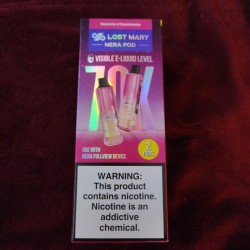 LOST MARY
NERA POD
VISIBLE E-LIQUID LEVEL
70K
2
PODS
USE WITH
NERA FULLVIEW DEVICE
WARNING:
This product
contains nicotine.
Nicotine is an
addictive
chemical.